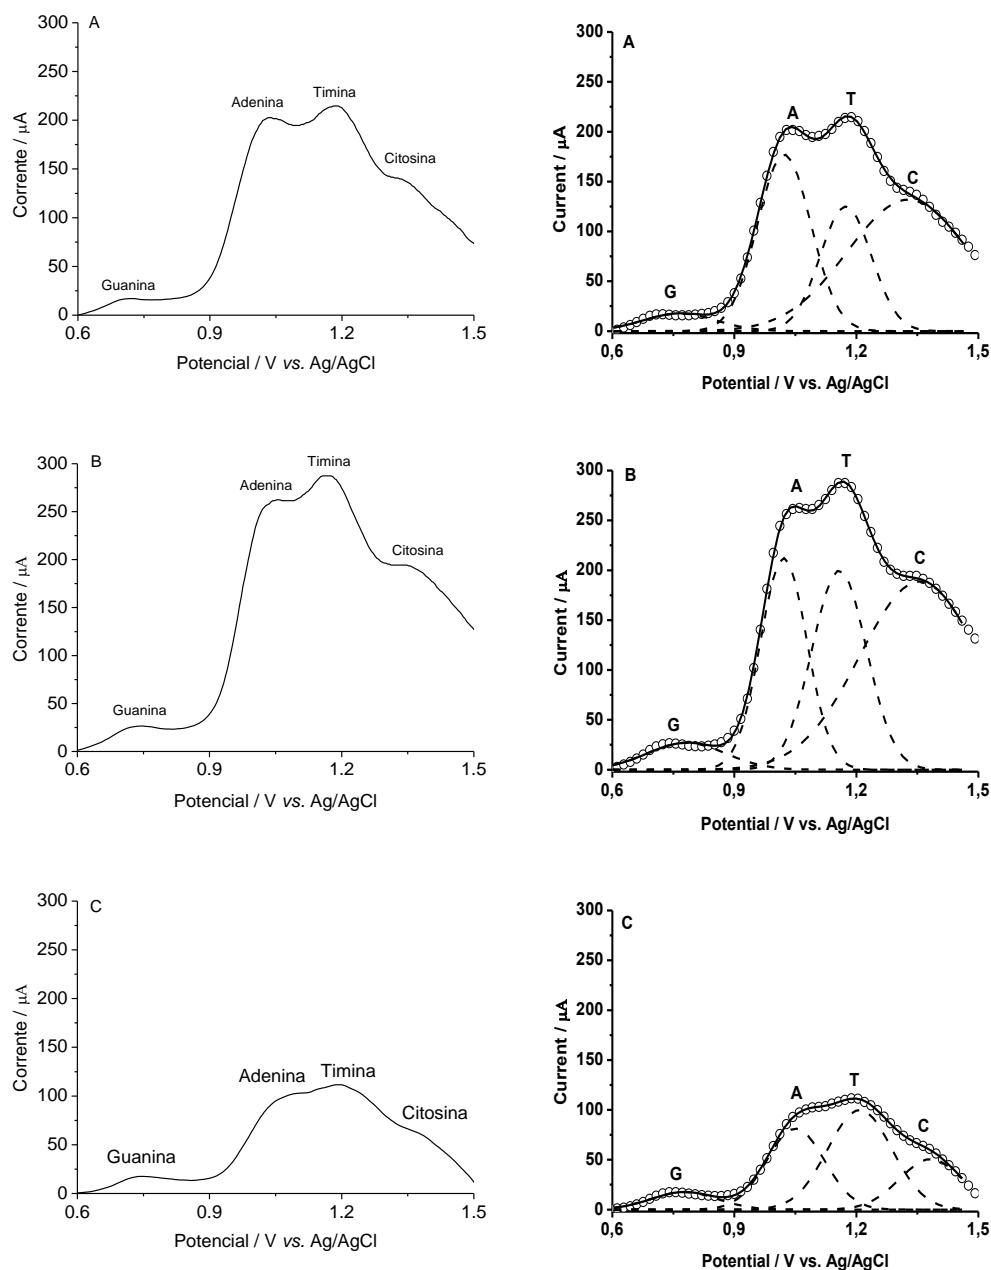 A
300
250
200
150
100
50
0
Corrente / μA
Guanina
Adenina
Timina
Citosina
0.6
0.9
1.2
1.5
Potencial / V vs. Ag/AgCl
A
300
250
200
150
100
50
0
Current / μA
G
A
T
C
0,6
0,9
1,2
1,5
Potential / V vs. Ag/AgCl
B
300
250
200
150
100
50
0
Corrente / μA
Guanina
Adenina
Timina
Citosina
0.6
0.9
1.2
1.5
Potencial / V vs. Ag/AgCl
B
300
250
200
150
100
50
0
Current / μA
G
A
T
C
0,6
0,9
1,2
1,5
Potential / V vs. Ag/AgCl
C
300
250
200
150
100
50
0
Corrente / μA
Guanina
Adenina
Timina
Citosina
0.6
0.9
1.2
1.5
Potencial / V vs. Ag/AgCl
C
300
250
200
150
100
50
0
Current / μA
G
A
T
C
0,6
0,9
1,2
1,5
Potential / V vs. Ag/AgCl